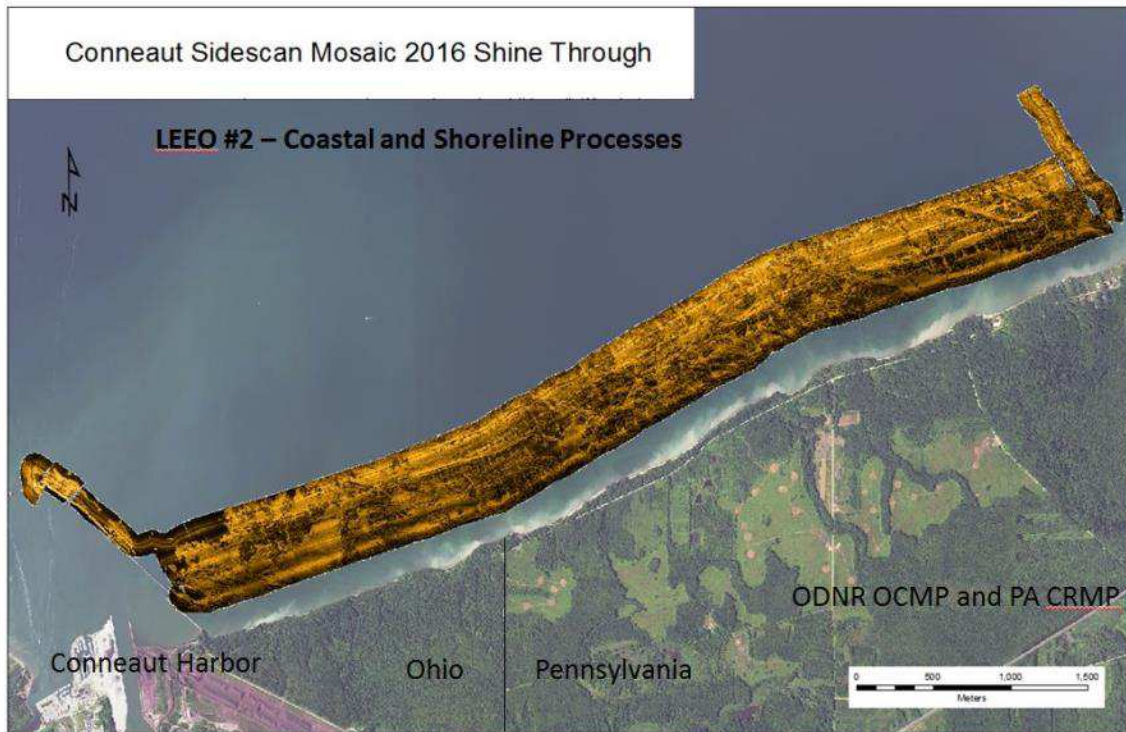 Conneaut Sidescan Mosaic 2016 Shine Through
LEEO #2 – Coastal and Shoreline Processes
N
ODNR OCMP and PA CRMP
Conneaut Harbor
Ohio
Pennsylvania
0 500 1,000 1,500
Meters